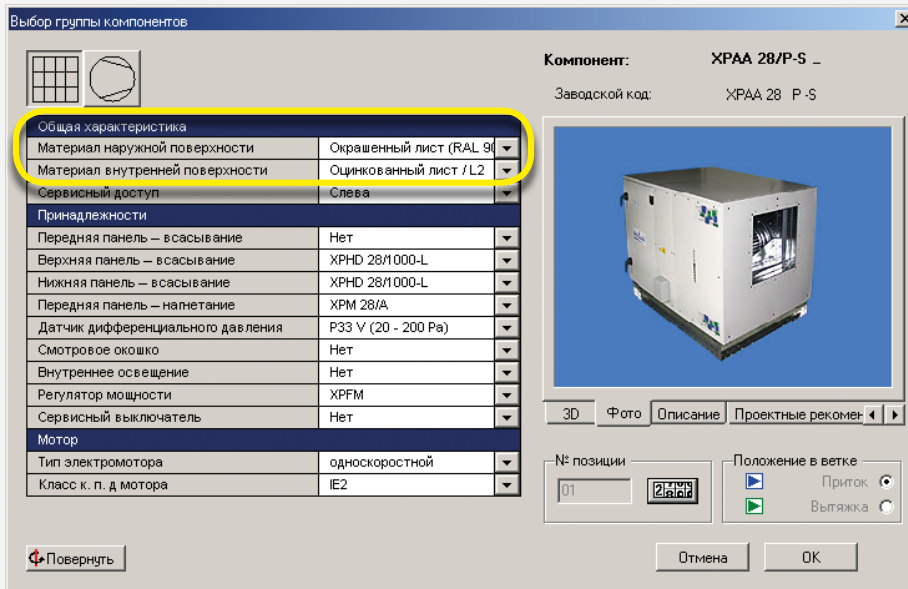 Выбор группы компонентов
Компонент: XPAA 28/P-S _
Заводской код: XPAA 28 P -S
Общая характеристика
Материал наружной поверхности Окрашенный лист (RAL 90
Материал внутренней поверхности Оцинкованный лист / L2
Сервисный доступ Слева
Принадлежности
Передняя панель – всасывание Нет
Верхняя панель – всасывание XPHD 28/1000-L
Нижняя панель – всасывание XPHD 28/1000-L
Передняя панель – напнетание XPM 28/A
Датчик дифференциального давления P33 V (20 - 200 Pa)
Смотровое окошко Нет
Внутреннее освещение Нет
Регулятор мощности XPFM
Сервисный выключатель Нет
Мотор
Тип электромотора односкоростной
Класс к. п. д мотора IE2
3D Фото Описание Проектные рекомен
№ позиции
01
Положение в ветке
Приток
Вытяжка
Повернуть
Отмена OK